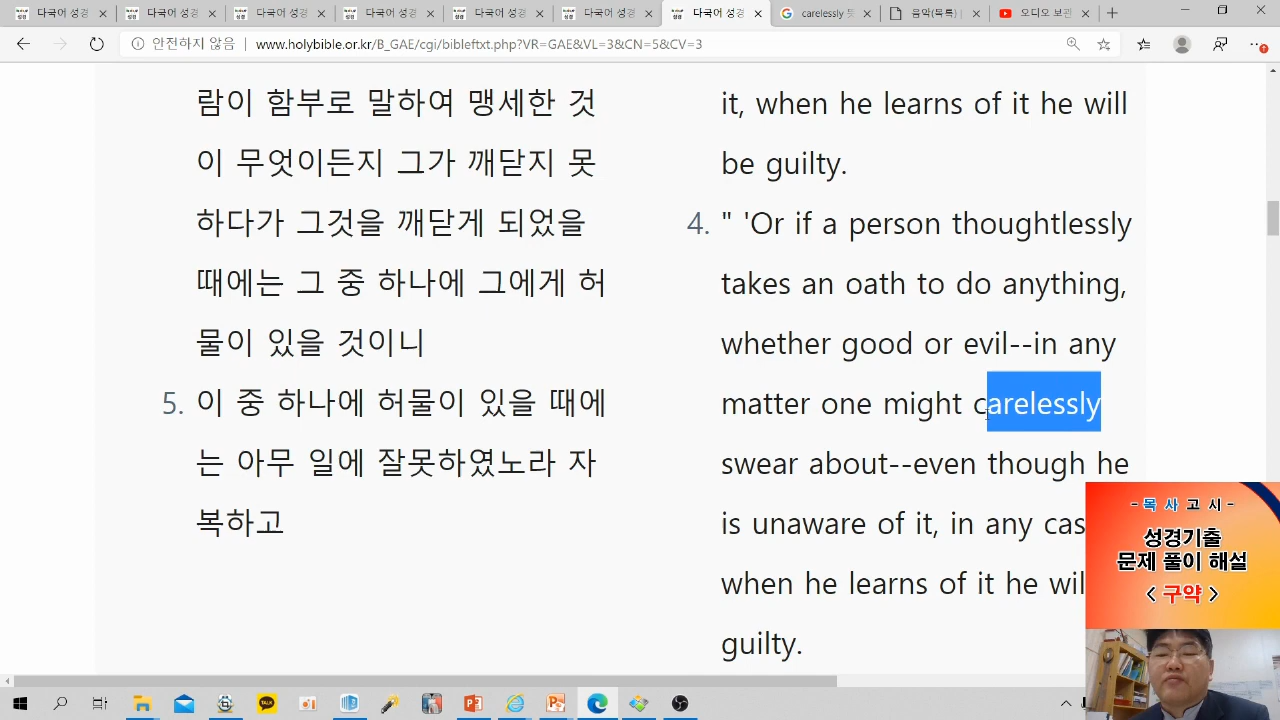 다국어 성경
다국어 성경
다국어 성경
다국어 성경
다국어 성경
다국어 성경
다국어 성경
carelessly
음악(목록)
오디오 보관
안전하지 않음
www.holybible.or.kr/B_GAE/cgi/bibleftxt.php?VR=GAE&VL=3&CN=5&CV=3
람이 함부로 말하여 맹세한 것
이 무엇이든지 그가 깨닫지 못
하다가 그것을 깨닫게 되었을
때에는 그 중 하나에 그에게 허
물이 있을 것이니
5. 이 중 하나에 허물이 있을 때에
는 아무 일에 잘못하였노라 자
복하고
it, when he learns of it he will
be guilty.
4. " 'Or if a person thoughtlessly
takes an oath to do anything,
whether good or evil--in any
matter one might carelessly
swear about--even though he
is unaware of it, in any cas
when he learns of it he wil
guilty.
- 목 사 고 시 -
성경기출
문제 풀이 해설
< 구약 >
TALK